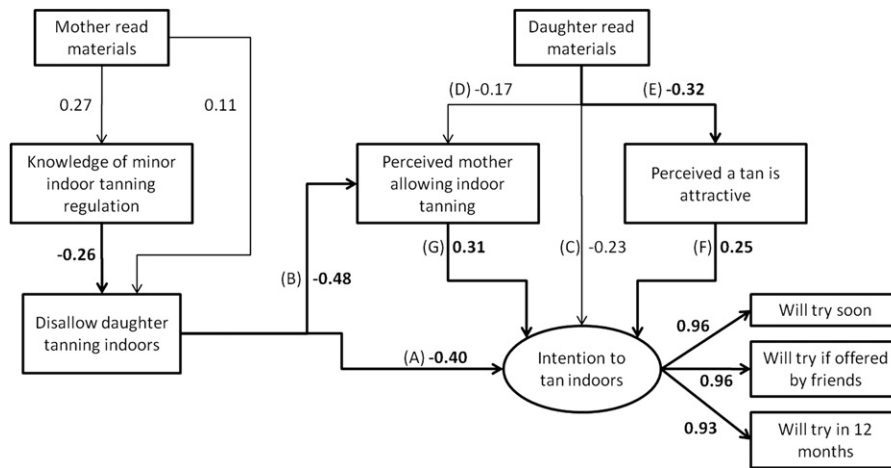 Mother read
materials
Daughter read
materials
0.27
0.11
(D) -0.17
(E) -0.32
Knowledge of minor
indoor tanning
regulation
Perceived mother
allowing indoor
tanning
Perceived a tan is
attractive
-0.26
(B) -0.48
(G) 0.31
(C) -0.23
(F) 0.25
Disallow daughter
tanning indoors
(A) -0.40
Intention to
tan indoors
0.96
0.96
0.93
Will try soon
Will try if offered
by friends
Will try in 12
months